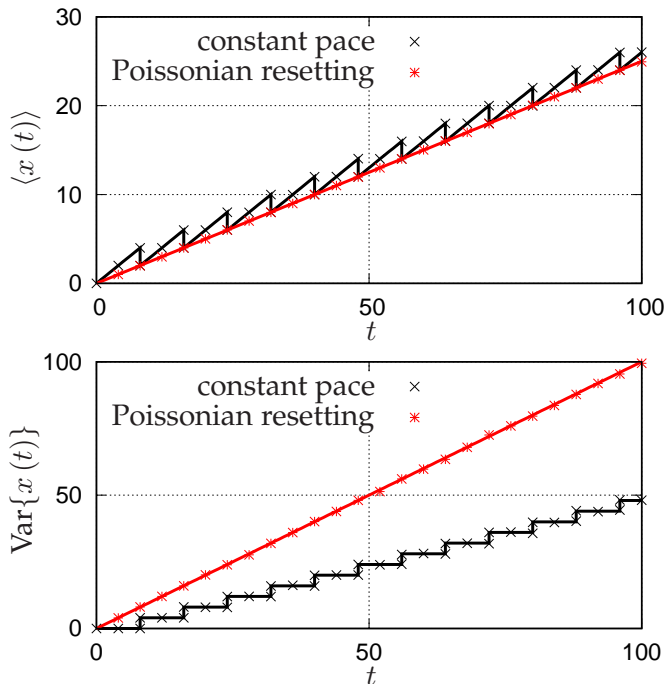 30
20
10
0
⟨x (t)⟩
constant pace
Poissonian resetting
0 50 100
t
100
50
0
Var{x (t)}
constant pace
Poissonian resetting
0 50 100
t